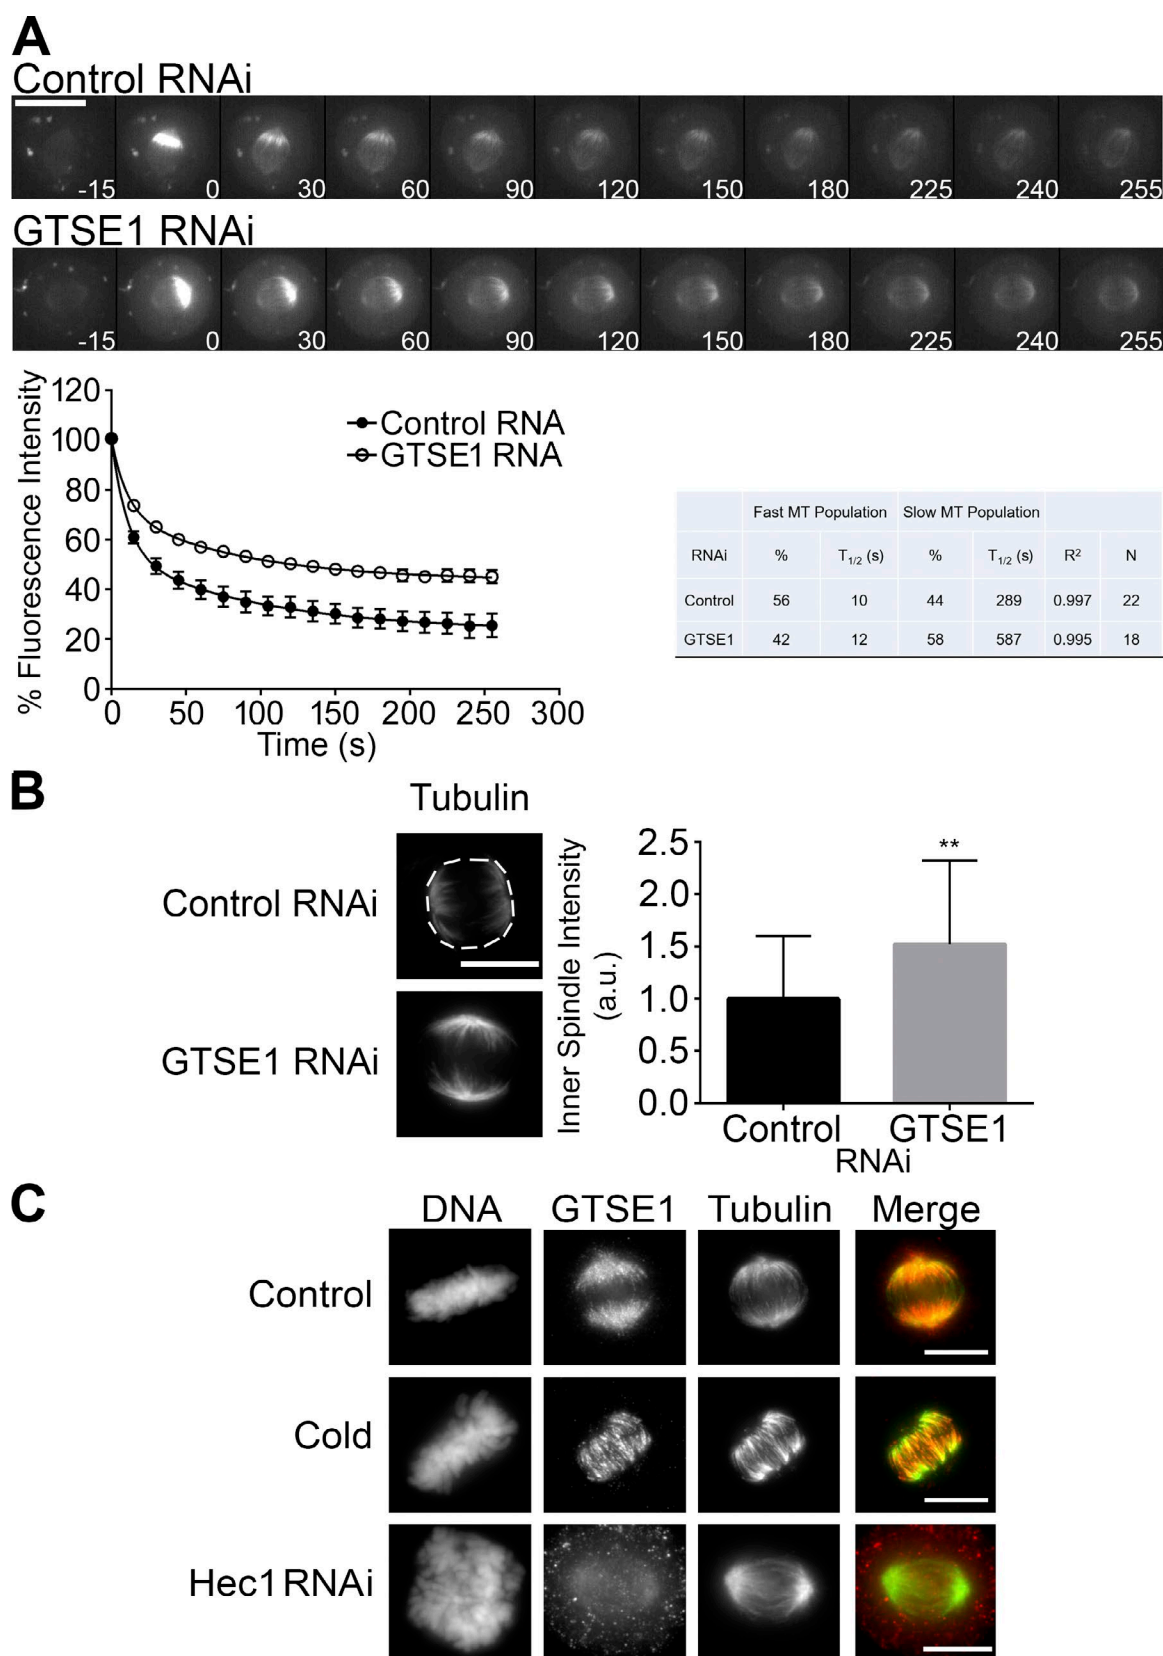 A
Control RNAi
-15 0 30 60 90 120 150 180 225 240 255
GTSE1 RNAi
-15 0 30 60 90 120 150 180 225 240 255
% Fluorescence Intensity
120
100
80
60
40
20
0
0 50 100 150 200 250 300
Time (s)
Control RNA
GTSE1 RNA
Fast MT Population Slow MT Population
RNAi % T1/2 (s) % T1/2 (s) R² N
Control 56 10 44 289 0.997 22
GTSE1 42 12 58 587 0.995 18
B
Tubulin
Control RNAi
GTSE1 RNAi
Inner Spindle Intensity
(a.u.)
2.5
2.0
1.5
1.0
0.5
0.0
**
Control GTSE1
RNAi
C
DNA GTSE1 Tubulin Merge
Control
Cold
Hec1 RNAi